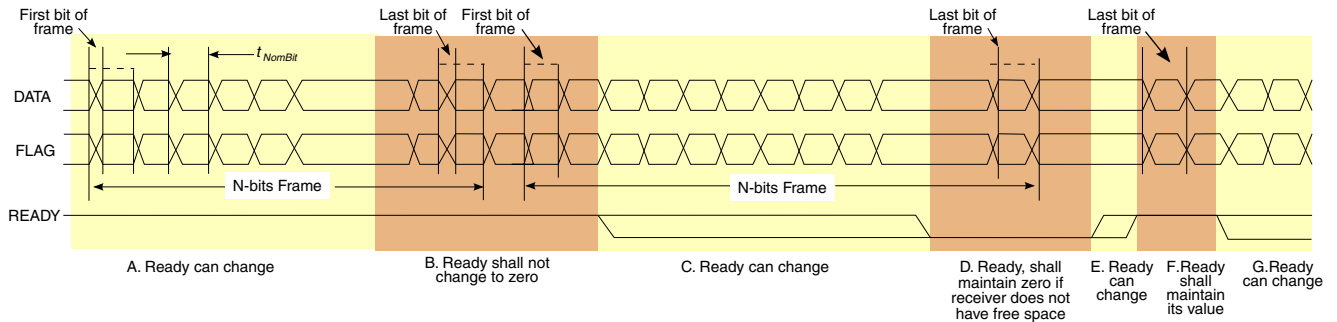 First bit of
frame
t NomBit
Last bit of
frame
First bit of
frame
Last bit of
frame
Last bit of
frame
DATA
FLAG
N-bits Frame
N-bits Frame
READY
A. Ready can change
B. Ready shall not
change to zero
C. Ready can change
D. Ready, shall
maintain zero if
receiver does not
have free space
E. Ready
can
change
F.Ready
shall
maintain
its value
G.Ready
can change